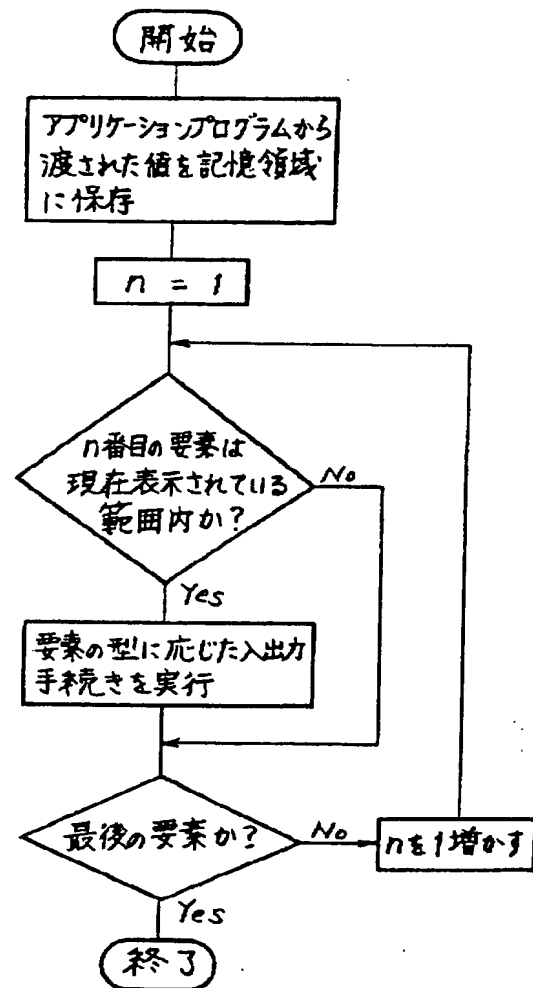 開始
アプリケーションプログラムから
渡された値を記憶領域
に保存
n = 1
n番目の要素は
現在表示されている
範囲内か?
No
Yes
要素の型に応じた入出力
手続きを実行
最後の要素か?
No
nを1増かす
Yes
終了